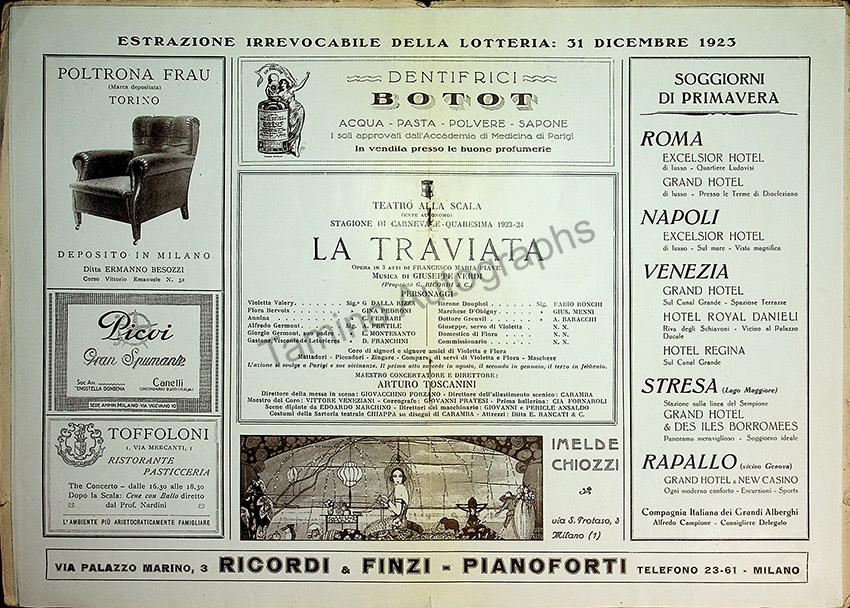 ESTRAZIONE IRREVOCABILE DELLA LOTTERIA: 31 DICEMBRE 1923
POLTRONA FRAU
(Marca depositata)
TORINO
DEPOSITO IN MILANO
Ditta ERMANNO BESOZZI
Corso Vittorio Emanuele N. 32
Picvi
Gran Spumante
Soc. An.
"ENOSTELLA DONDENA
Canelli
SEDE AMMIN. MILANO - VIA VICIVANO 10
TOFFOLONI
1, VIA MERCANTI, 1
RISTORANTE
PASTICCERIA
The Concerto - dalle 16.30 alle 18.30
Dopo la Scala: Cene con Ballo diretto
dal Prof. Nardini
L'AMBIENTE PIÙ ARISTOCRATICAMENTE FAMIGLIARE
DENTIFRICI
BOTOT
ACQUA - PASTA - POLVERE - SAPONE
I soli approvati dall'Accademia di Medicina di Parigi
In vendita presso le buone profumerie
TEATRO ALLA SCALA
(ENTE AUTONOMO)
STAGIONE DI CARNEVALE-QUARESIMA 1923-24
LA TRAVIATA
OPERA IN 3 ATTI DI FRANCESCO MARIA PIAVE
MUSICA DI GIUSEPPE VERDI
(Proprietà G. RICORDI & C.)
PERSONAGGI
Violetta Valery . . . Sig.ª G. DALLA RIZZA
Flora Bervoix . . . GINA PEDRONI
Annina . . . FERRARI
Alfredo Germont . . . A. PERTILE
Giorgio Germont, suo padre . . . L. MONTESANTO
Gastone, Visconte de Letorieres . . . D. FRANCHINI
Barone Douphol . . . Sig. FABIO RONCHI
Marchese D'Obigny . . . GIUS. MENNI
Dottore Grenvil . . . A. BARACCHI
Giuseppe, servo di Violetta . . . N. N.
Domestico di Flora . . . N. N.
Commissionario . . . N. N.
Coro di signori e signore amici di Violetta e Flora
Mattadori - Piccadori - Zingare - Comparse di servi di Violetta e Flora - Maschere
L'azione si svolge a Parigi e sue vicinanze. Il primo atto succede in agosto, il secondo in gennaio, il terzo in febbraio.
MAESTRO CONCERTATORE E DIRETTORE:
ARTURO TOSCANINI
Direttore della messa in scena: GIOVACCHINO FORZANO - Direttore dell'allestimento scenico: CARAMBA
Maestro del Coro: VITTORE VENEZIANI - Coreografo: GIOVANNI PRATESI - Prima ballerina: CIA FORNAROLI
Scene dipinte da EDOARDO MARCHIORO - Direttori del macchinario: GIOVANNI e PERICLE ANSALDO
Costumi della Sartoria teatrale CHIAPPA su disegni di CARAMBA - Attrezzi: Ditta E. RANCATI & C.
Tamino Autographs
IMELDE
CHIOZZI
via S. Protaso, 3
Milano (1)
SOGGIORNI
DI PRIMAVERA
ROMA
EXCELSIOR HOTEL
di lusso - Quartiere Ludovisi
GRAND HOTEL
di lusso - Presso le Terme di Diocleziano
NAPOLI
EXCELSIOR HOTEL
di lusso - Sul mare - Vista magnifica
VENEZIA
GRAND HOTEL
Sul Canal Grande - Spaziose Terrazze
HOTEL ROYAL DANIELI
Riva degli Schiavoni - Vicino al Palazzo
Ducale
HOTEL REGINA
Sul Canal Grande
STRESA (Lago Maggiore)
Stazione sulla linea del Sempione
GRAND HOTEL
& DES ILES BORROMEES
Panorama meraviglioso - Soggiorno ideale
RAPALLO (vicino Genova)
GRAND HOTEL & NEW CASINO
Ogni moderno conforto - Escursioni - Sports
Compagnia Italiana dei Grandi Alberghi
Alfredo Campione - Consigliere Delegato
VIA PALAZZO MARINO, 3 RICORDI & FINZI - PIANOFORTI TELEFONO 23-61 - MILANO